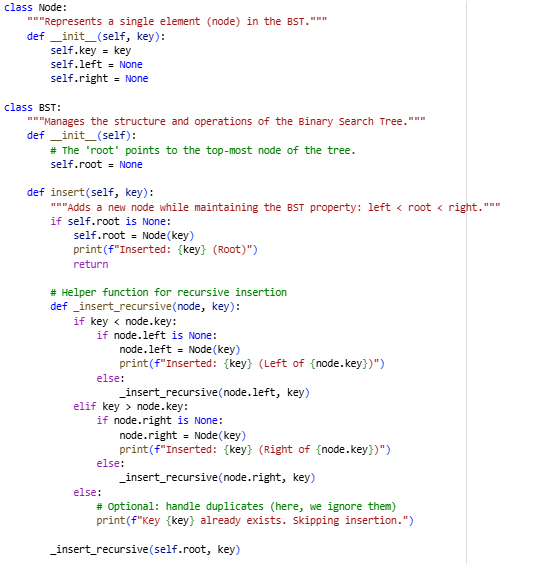 class Node:
    """Represents a single element (node) in the BST."""
    def __init__(self, key):
        self.key = key
        self.left = None
        self.right = None

class BST:
    """Manages the structure and operations of the Binary Search Tree."""
    def __init__(self):
        # The 'root' points to the top-most node of the tree.
        self.root = None

    def insert(self, key):
        """Adds a new node while maintaining the BST property: left < root < right."""
        if self.root is None:
            self.root = Node(key)
            print(f"Inserted: {key} (Root)")
            return

        # Helper function for recursive insertion
        def _insert_recursive(node, key):
            if key < node.key:
                if node.left is None:
                    node.left = Node(key)
                    print(f"Inserted: {key} (Left of {node.key})")
                else:
                    _insert_recursive(node.left, key)
            elif key > node.key:
                if node.right is None:
                    node.right = Node(key)
                    print(f"Inserted: {key} (Right of {node.key})")
                else:
                    _insert_recursive(node.right, key)
            else:
                # Optional: handle duplicates (here, we ignore them)
                print(f"Key {key} already exists. Skipping insertion.")

        _insert_recursive(self.root, key)